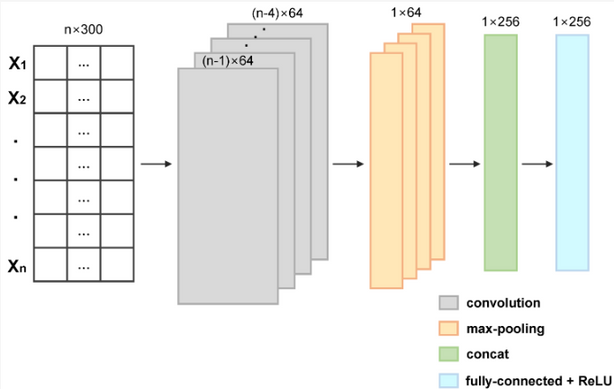 n×300
(n-4)×64
(n-1)×64
1×64
1×256
1×256
X1
...
X2
...
...
...
...
...
Xn
...
convolution
max-pooling
concat
fully-connected + ReLU